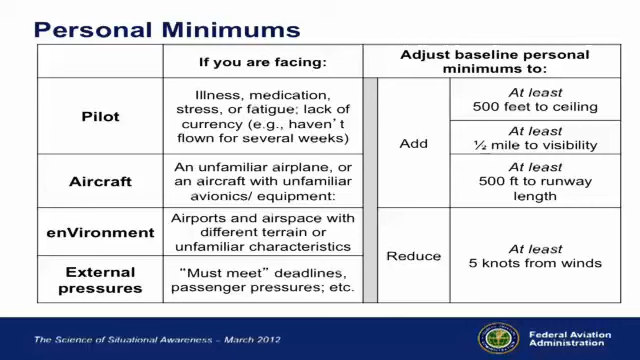 Personal Minimums
If you are facing:
Adjust baseline personal
minimums to:
Pilot
Illness, medication,
stress, or fatigue; lack of
currency (e.g., haven't
flown for several weeks)
Add
At least
500 feet to ceiling
At least
½ mile to visibility
Aircraft
An unfamiliar airplane, or
an aircraft with unfamiliar
avionics/ equipment:
At least
500 ft to runway
length
enVironment
Airports and airspace with
different terrain or
unfamiliar characteristics
Reduce
At least
5 knots from winds
External
pressures
“Must meet” deadlines,
passenger pressures; etc.
The Science of Situational Awareness – March 2012
Federal Aviation
Administration